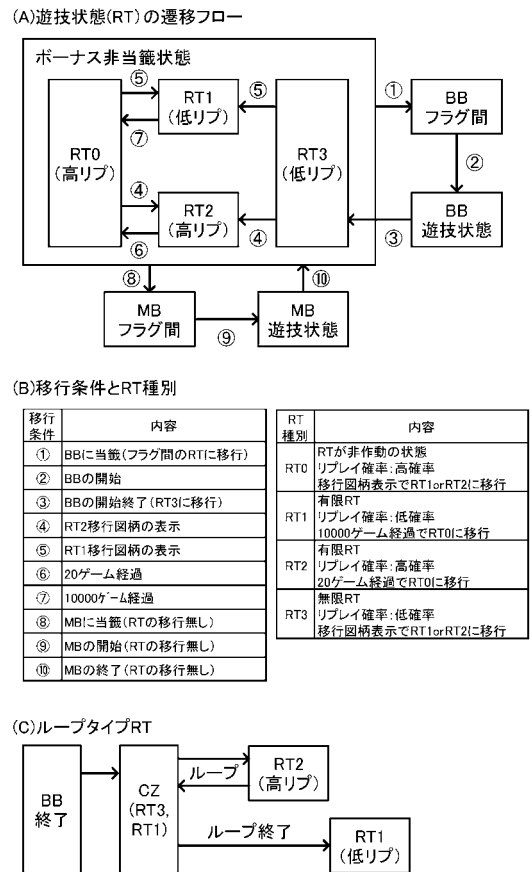 (A)遊技状態(RT)の遷移フロー
ボーナス非当籤状態
⑤
RT1
(低リプ)
⑤
⑦
RT0
(高リプ)
RT3
(低リプ)
④
RT2
(高リプ)
④
⑥
①
BB
フラグ間
②
BB
遊技状態
③
⑧
⑩
MB
フラグ間
⑨
MB
遊技状態
(B)移行条件とRT種別
移行
条件
内容
① BBに当籤(フラグ間のRTに移行)
② BBの開始
③ BBの開始終了(RT3に移行)
④ RT2移行図柄の表示
⑤ RT1移行図柄の表示
⑥ 20ゲーム経過
⑦ 10000ゲーム経過
⑧ MBに当籤(RTの移行無し)
⑨ MBの開始(RTの移行無し)
⑩ MBの終了(RTの移行無し)
RT
種別
内容
RT0
RTが非作動の状態
リプレイ確率:高確率
移行図柄表示でRT1orRT2に移行
RT1
有限RT
リプレイ確率:低確率
10000ゲーム経過でRT0に移行
RT2
有限RT
リプレイ確率:高確率
20ゲーム経過でRT0に移行
RT3
無限RT
リプレイ確率:低確率
移行図柄表示でRT1orRT2に移行
(C)ループタイプRT
BB
終了
CZ
(RT3,
RT1)
ループ
RT2
(高リプ)
ループ終了
RT1
(低リプ)